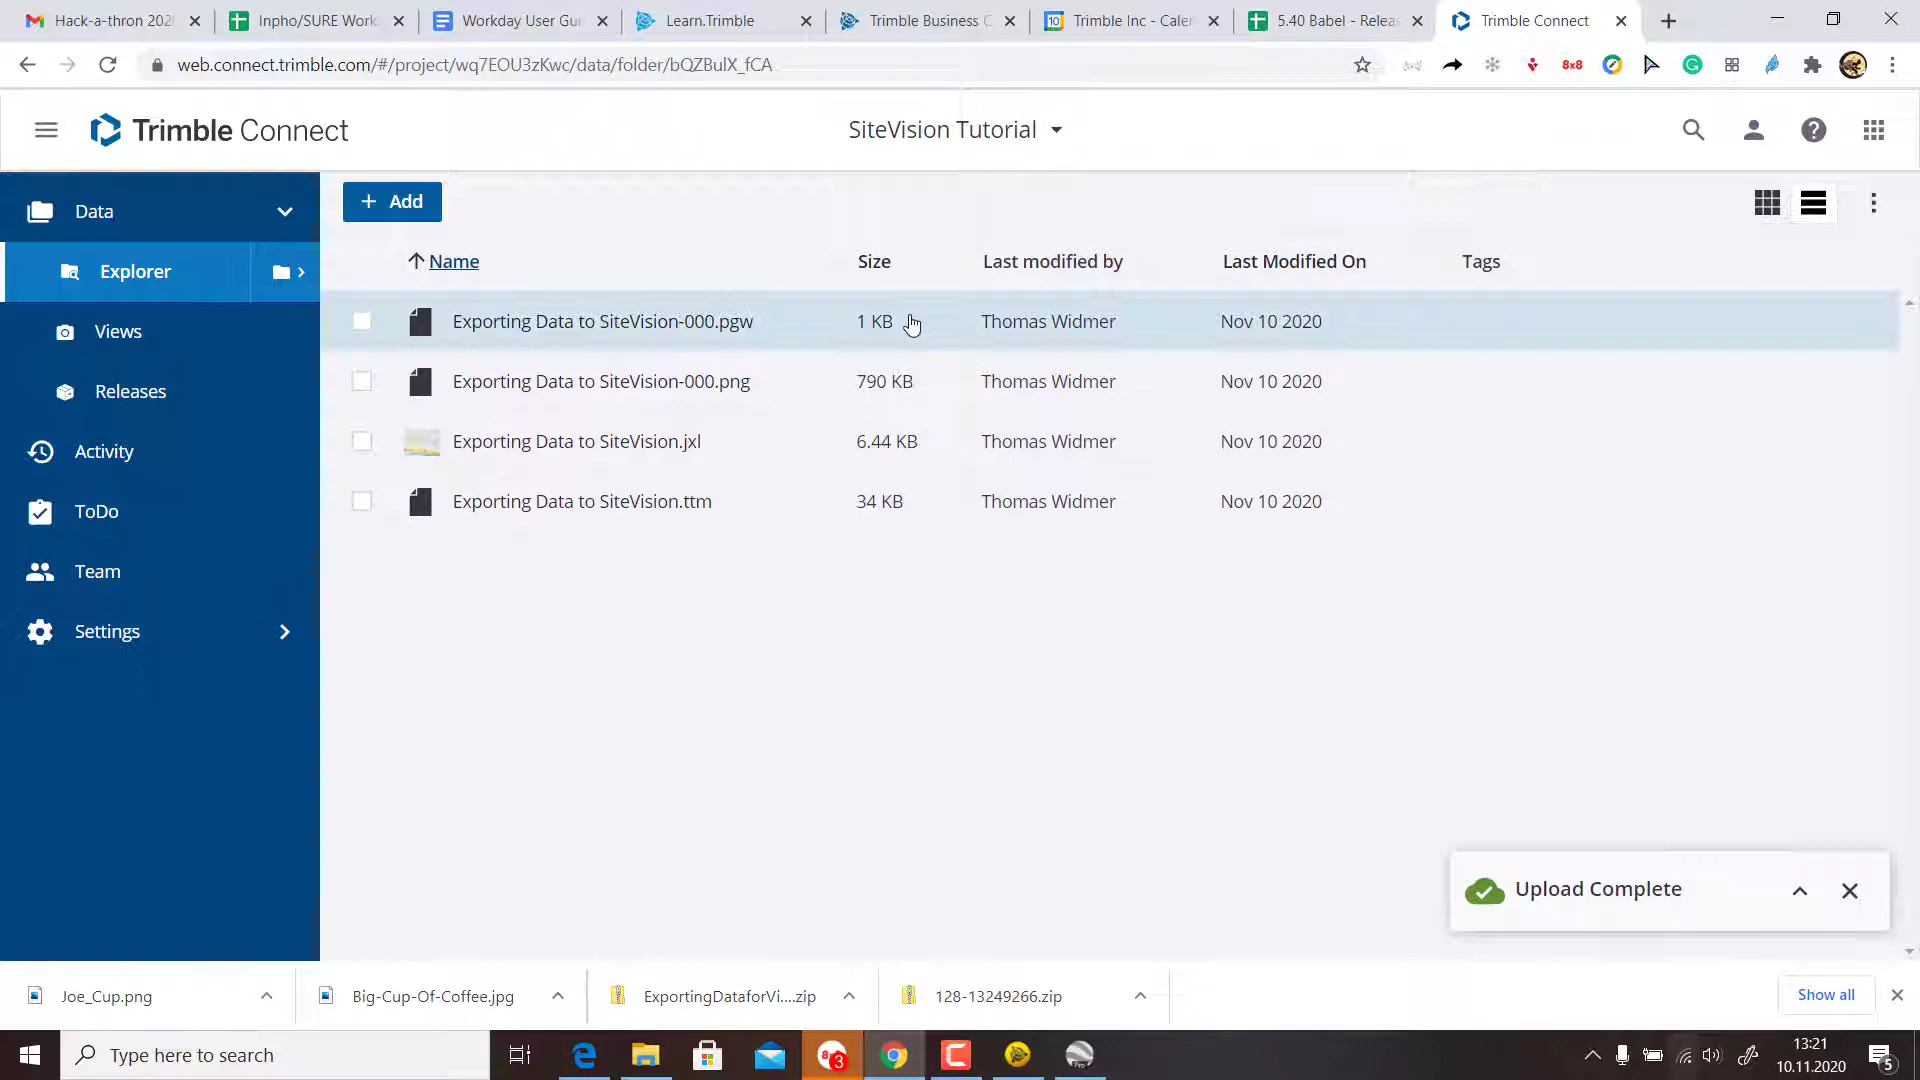 Hack-a-thron 202
Inpho/SURE Work
Workday User Gui
Learn.Trimble
Trimble Business C
Trimble Inc - Calen
5.40 Babel - Releas
Trimble Connect
web.connect.trimble.com/#/project/wq7EOU3zKwc/data/folder/bQZBulX_fCA
8x8
Trimble Connect
SiteVision Tutorial
Data
Explorer
Views
Releases
Activity
ToDo
Team
Settings
+ Add
Name Size Last modified by Last Modified On Tags
Exporting Data to SiteVision-000.pgw 1 KB Thomas Widmer Nov 10 2020
Exporting Data to SiteVision-000.png 790 KB Thomas Widmer Nov 10 2020
Exporting Data to SiteVision.jxl 6.44 KB Thomas Widmer Nov 10 2020
Exporting Data to SiteVision.ttm 34 KB Thomas Widmer Nov 10 2020
Upload Complete
Joe_Cup.png
Big-Cup-Of-Coffee.jpg
ExportingDataforVi....zip
128-13249266.zip
Show all
Type here to search
3
13:21
10.11.2020
5